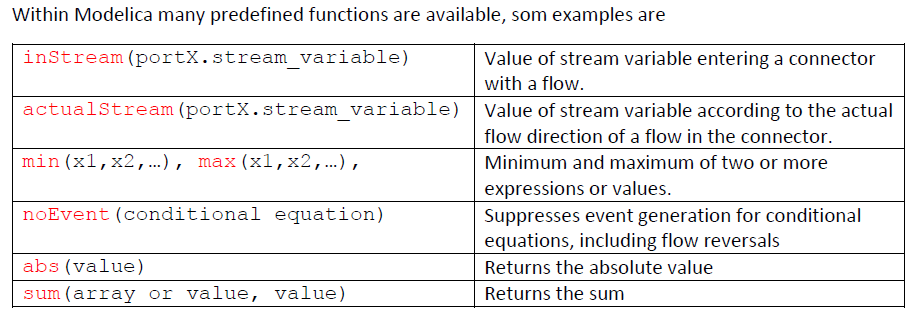 Within Modelica many predefined functions are available, som examples are
inStream(portX.stream_variable)
Value of stream variable entering a connector
with a flow.
actualStream(portX.stream_variable)
Value of stream variable according to the actual
flow direction of a flow in the connector.
min(x1,x2,…), max(x1,x2,…),
Minimum and maximum of two or more
expressions or values.
noEvent(conditional equation)
Suppresses event generation for conditional
equations, including flow reversals
abs(value)
Returns the absolute value
sum(array or value, value)
Returns the sum